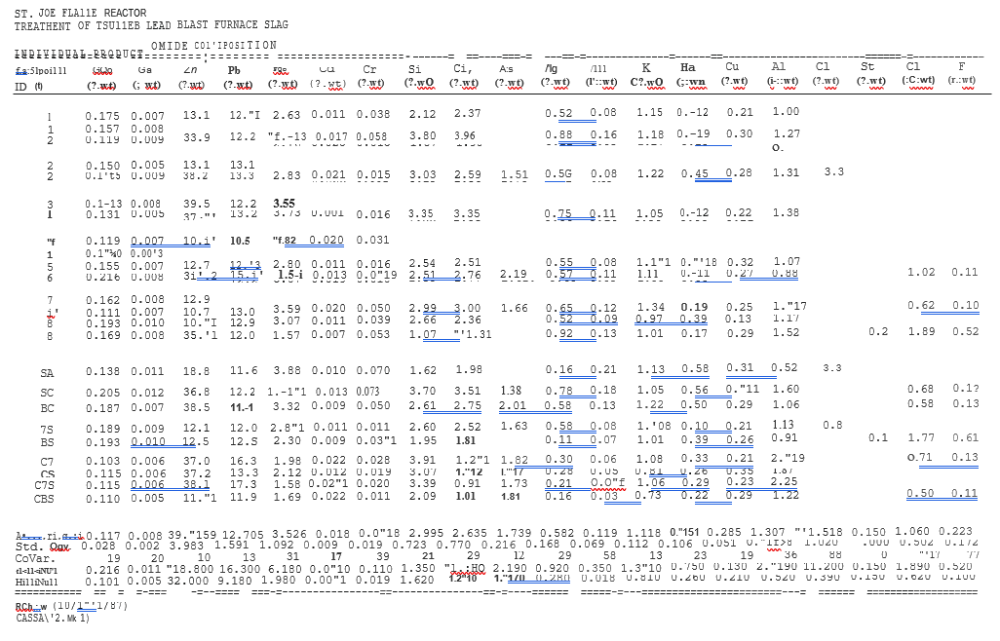 ST. JOE FLA11E REACTOR
TREATHENT OF TSU11EB LEAD BLAST FURNACE SLAG
OMIDE CO1'IPOSITION
INDIVIDUAL PRODUCT
Ga Zn Pb Cr Si Ci, A:s /lg /111 K Ha Cu Al Cl St Cl F
ID (t) (?.wt) (; wt) (?.wt) (?.wt) (?.wt) (?.wt) (?.wt) (?.wO (?.wt) (?.wt) (?.wt) (l'::wt) C?.wO (;:wn (?.wt) (i-::wt) (?.wt) (?.wt) (:C:wt) (r.:wt)
1 0.175 0.007 13.1 12."I 2.63 0.011 0.038 2.12 2.37 0.52 0.08 1.15 0.-12 0.21 1.00
1 0.157 0.008
2 0.119 0.009 33.9 12.2 "f.-13 0.017 0.058 3.80 3.96 0.88 0.16 1.18 0.-19 0.30 1.27
0.
2 0.150 0.005 13.1 13.1
2 0.1't5 0.009 38.2 13.3 2.83 0.021 0.015 3.03 2.59 1.51 0.5G 0.08 1.22 0.45 0.28 1.31 3.3
3 0.1-13 0.008 39.5 12.2 3.55
1 0.131 0.005 37."' 13.2 3.73 0.001 0.016 3.35 3.35 0.75 0.11 1.05 0.-12 0.22 1.38
"f 0.119 0.007 10.i' 10.5 "f.82 0.020 0.031
1 0.1"¾0 0.00'3
5 0.155 0.007 12.7 12.'3 2.80 0.011 0.016 2.54 2.51 0.55 0.08 1.1"1 0."'18 0.32 1.07
6 0.216 0.008 3i'.2 15.i' 1.5-i 0.013 0.0"19 2.51 2.76 2.19 0.57 0.11 1.11 0.-11 0.27 0.88 1.02 0.11
7 0.162 0.008 12.9
i' 0.111 0.007 10.7 13.0 3.59 0.020 0.050 2.99 3.00 1.66 0.65 0.12 1.34 0.19 0.25 1."17 0.62 0.10
8 0.193 0.010 10."I 12.9 3.07 0.011 0.039 2.66 2.36 0.52 0.09 0.97 0.39 0.13 1.17
8 0.169 0.008 35.'1 12.0 1.57 0.007 0.053 1.07 "'1.31 0.92 0.13 1.01 0.17 0.29 1.52 0.2 1.89 0.52
SA 0.138 0.011 18.8 11.6 3.88 0.010 0.070 1.62 1.98 0.16 0.21 1.13 0.58 0.31 0.52 3.3
SC 0.205 0.012 36.8 12.2 1.-1"1 0.013 0.073 3.70 3.51 1.38 0.78 0.18 1.05 0.56 0."11 1.60 0.68 0.1?
BC 0.187 0.007 38.5 11.-1 3.32 0.009 0.050 2.61 2.75 2.01 0.58 0.13 1.22 0.50 0.29 1.06 0.58 0.13
7S 0.189 0.009 12.1 12.0 2.8"1 0.011 0.011 2.60 2.52 1.63 0.58 0.08 1.'08 0.10 0.21 1.13 0.8
BS 0.193 0.010 12.5 12.S 2.30 0.009 0.03"1 1.95 1.81 0.11 0.07 1.01 0.39 0.26 0.91 0.1 1.77 0.61
C7 0.103 0.006 37.0 16.3 1.98 0.022 0.028 3.91 1.2"1 1.82 0.30 0.06 1.08 0.33 0.21 2."19 0.71 0.13
CS 0.115 0.006 37.2 13.3 2.12 0.012 0.019 3.07 1."12 1."17 0.28 0.05 0.81 0.26 0.35 1.87
C7S 0.115 0.006 38.1 17.3 1.58 0.02"1 0.020 3.39 0.91 1.73 0.21 0.0"f 1.06 0.29 0.23 2.25
CBS 0.110 0.005 11."1 11.9 1.69 0.022 0.011 2.09 1.01 1.81 0.16 0.03 0.73 0.22 0.29 1.22 0.50 0.11
0.117 0.008 39."159 12.705 3.526 0.018 0.0"18 2.995 2.635 1.739 0.582 0.119 1.118 0."151 0.285 1.307 "'1.518 0.150 1.060 0.223
Std. Oav 0.028 0.002 3.983 1.591 1.092 0.009 0.019 0.723 0.770 0.216 0.168 0.069 0.112 0.106 0.051 1.020 .000 0.502 0.172
CoVar. 19 20 10 13 31 17 39 21 29 12 29 58 13 23 19 36 88 0 "'17 77
0.216 0.011 "18.800 16.300 6.180 0.0"10 0.110 1.350 "1..:HO 2.190 0.920 0.350 1.3"10 0.750 0.130 2."190 11.200 0.150 1.890 0.520
HilliNull 0.101 0.005 32.000 9.180 1.980 0.00"1 0.019 1.620 1.2"10 1."170 0.280 0.018 0.810 0.260 0.210 0.520 0.390 0.150 0.620 0.100
RCh.:w (10/1"'1/87)
CASSA\'2.Mk 1)